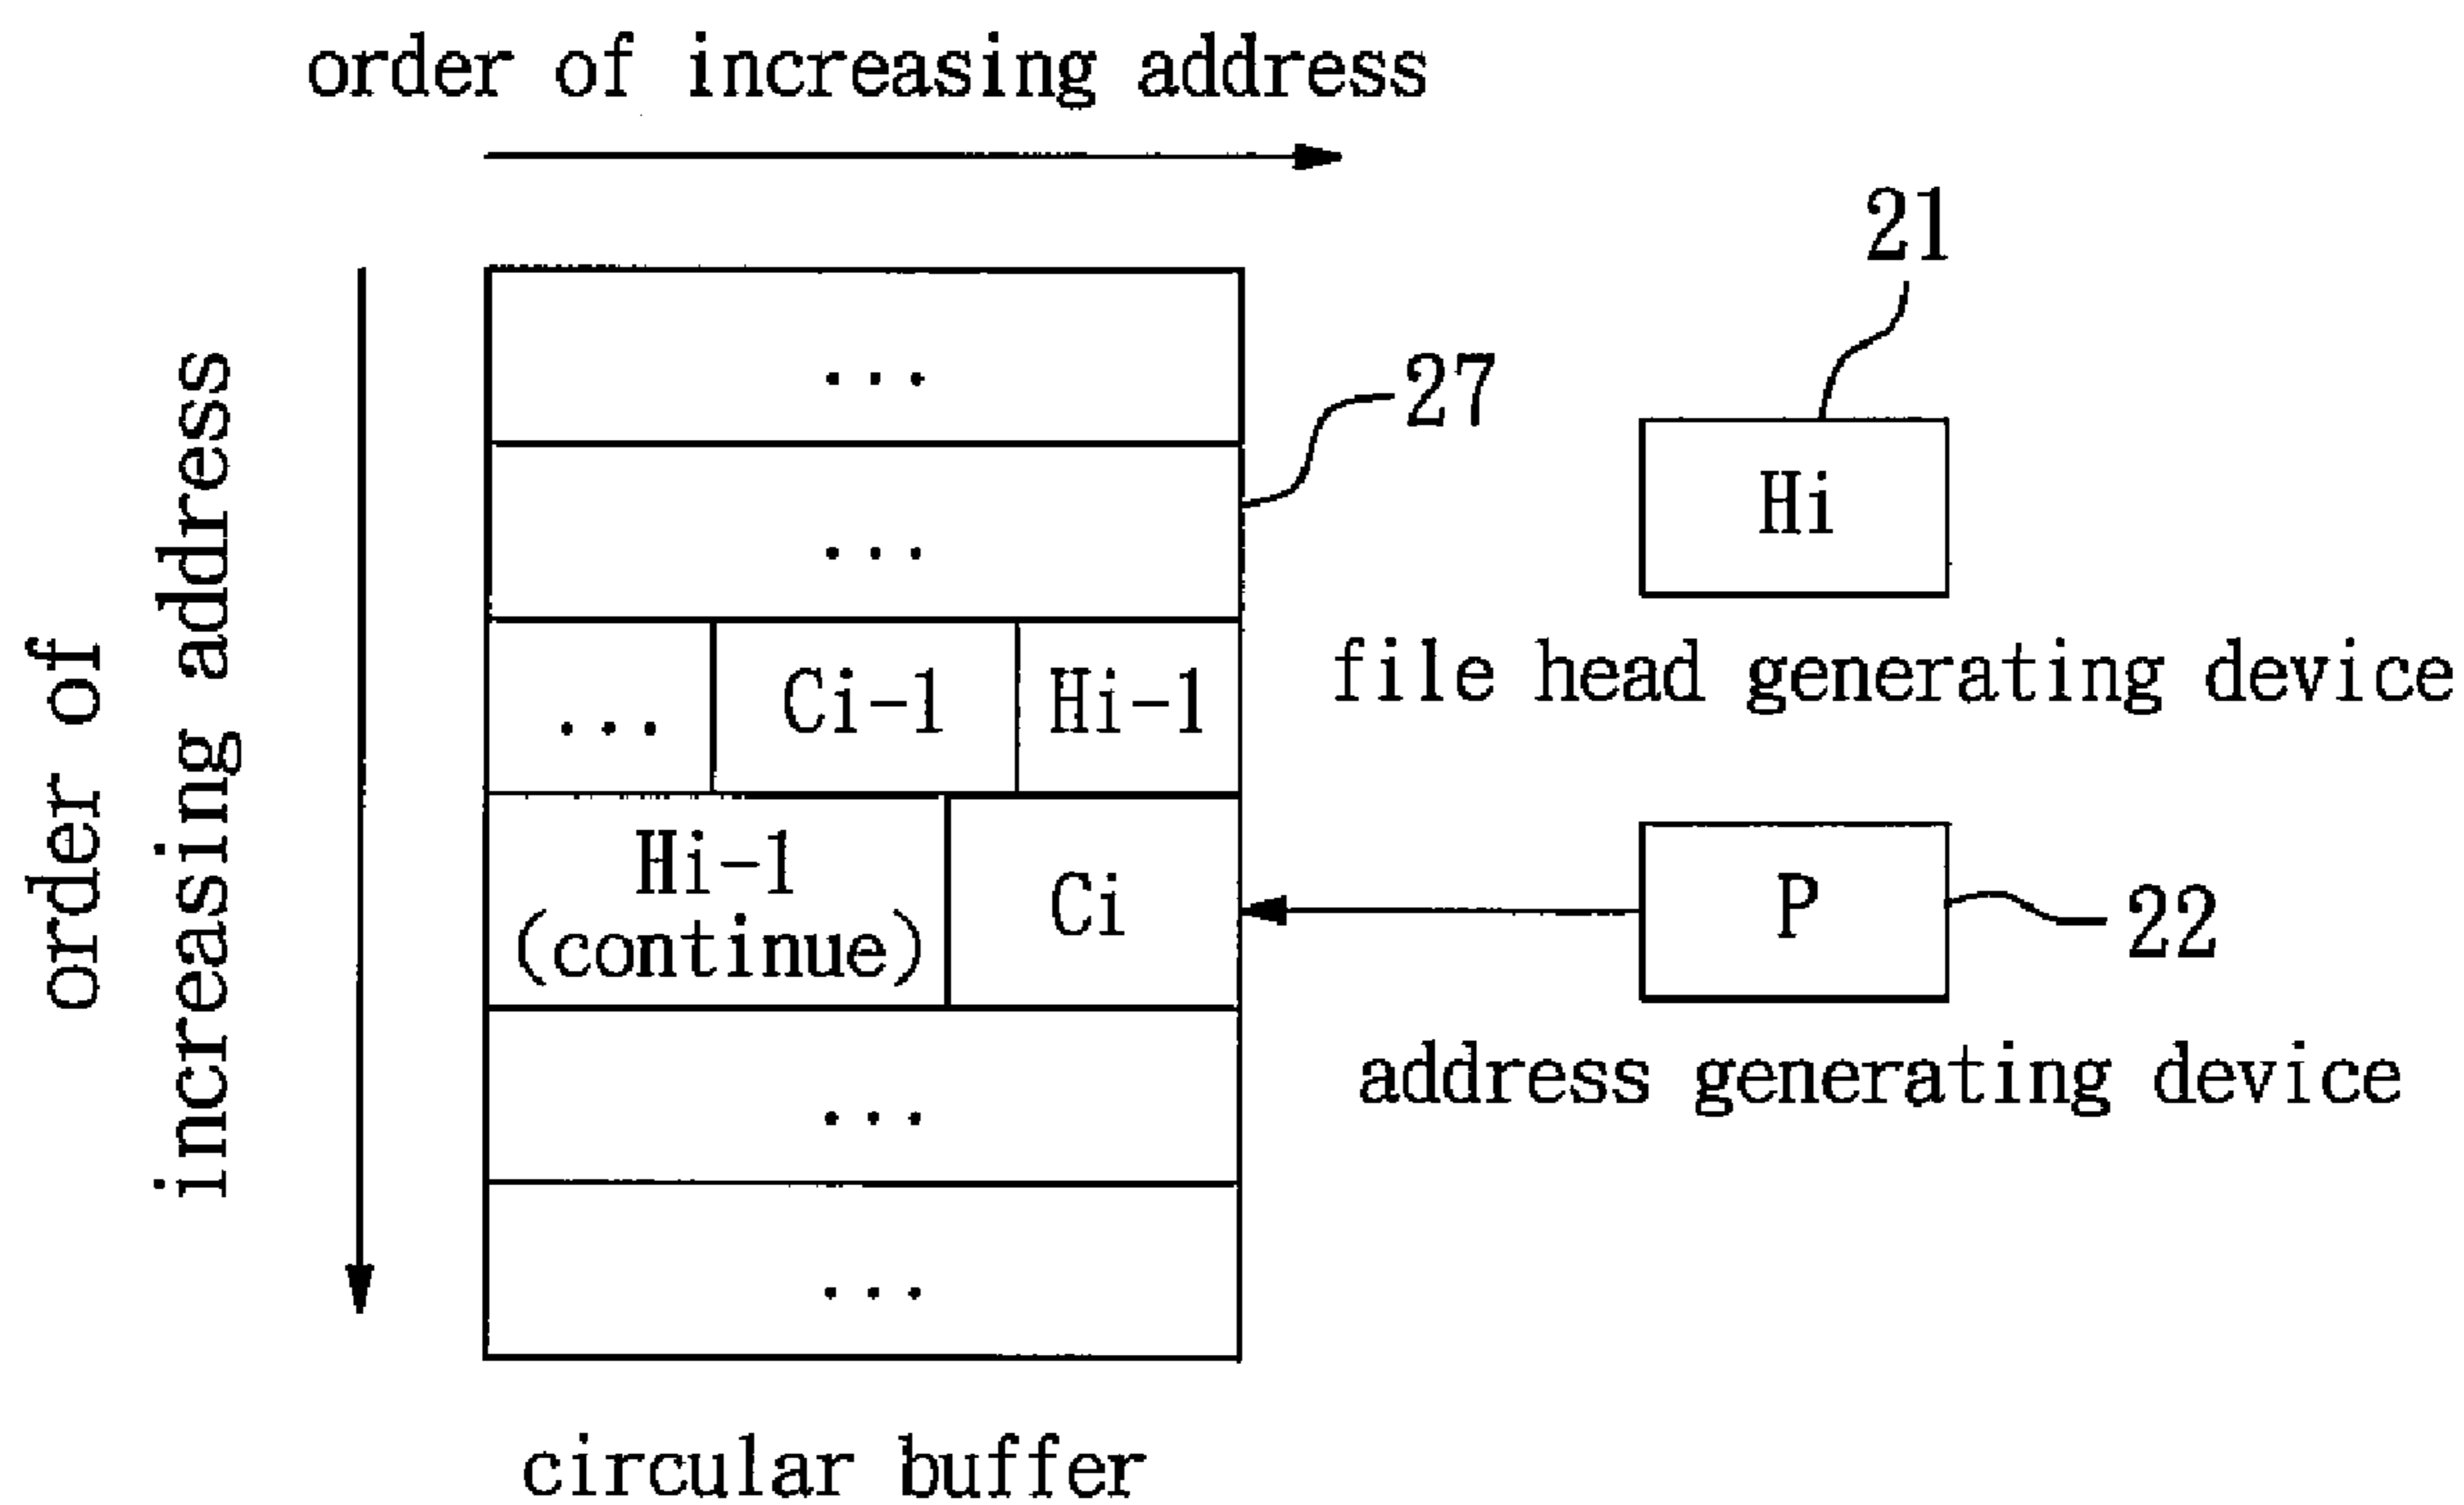 order of increasing address
21
27
Hi
file head generating device
order of
increasing address
...
...
... Ci-1 Hi-1
Hi-1
(continue)
Ci
P
22
address generating device
...
...
circular buffer